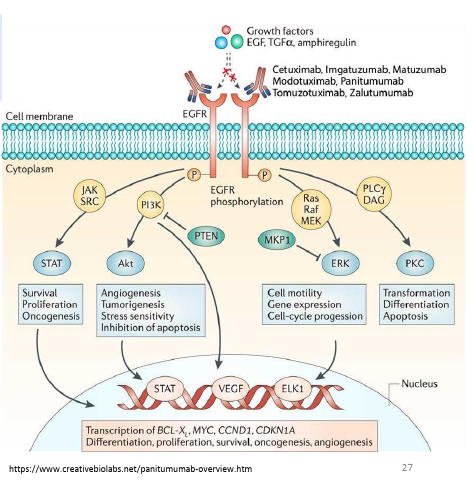 Growth factors
EGF, TGFα, amphiregulin
Cetuximab, Imgatuzumab, Matuzumab
Modotuximab, Panitumumab
Tomuzotuximab, Zalutumumab
EGFR
Cell membrane
Cytoplasm
P
P
EGFR
phosphorylation
JAK
SRC
PI3K
PTEN
Ras
Raf
MEK
MKP1
PLCγ
DAG
STAT
Akt
ERK
PKC
Survival
Proliferation
Oncogenesis
Angiogenesis
Tumorigenesis
Stress sensitivity
Inhibition of apoptosis
Cell motility
Gene expression
Cell-cycle progession
Transformation
Differentiation
Apoptosis
Nucleus
STAT
VEGF
ELK1
Transcription of BCL-XL, MYC, CCND1, CDKN1A
Differentiation, proliferation, survival, oncogenesis, angiogenesis
https://www.creativebiolabs.net/panitumumab-overview.htm
27